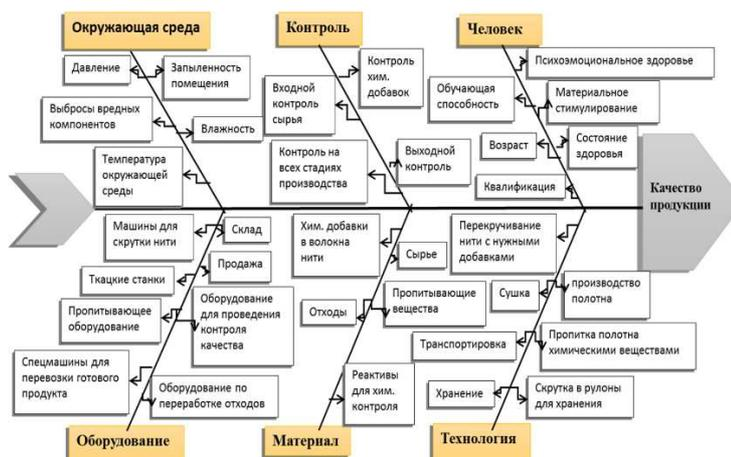 Окружающая среда
Контроль
Человек
Давление
Запыленность
помещения
Выбросы вредных
компонентов
Влажность
Температура
окружающей
среды
Контроль
хим.
добавок
Входной
контроль
сырья
Контроль на
всех стадиях
производства
Выходной
контроль
Психоэмоциональное здоровье
Обучающая
способность
Материальное
стимулирование
Возраст
Состояние
здоровья
Квалификация
Качество
продукции
Машины для
скрутки нити
Склад
Ткацкие станки
Продажа
Пропитывающее
оборудование
Оборудование
для проведения
контроля
качества
Спецмашины для
перевозки готового
продукта
Оборудование по
переработке отходов
Хим. добавки
в волокна
нити
Сырье
Отходы
Пропитывающие
вещества
Реактивы
для хим.
контроля
Перекручивание
нити с нужными
добавками
Сушка
производство
полотна
Транспортировка
Пропитка полотна
химическими веществами
Хранение
Скрутка в рулоны
для хранения
Оборудование
Материал
Технология